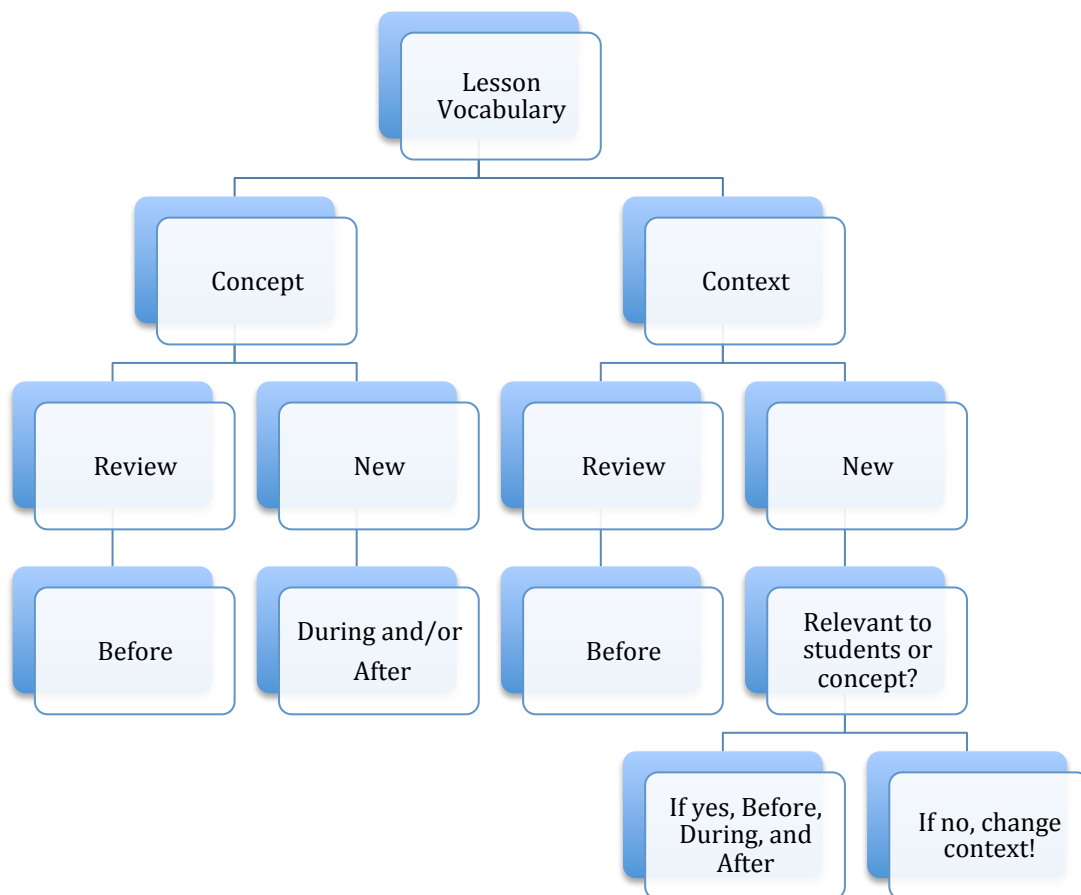 Lesson
Vocabulary
Concept
Context
Review
New
Review
New
Before
During and/or
After
Before
Relevant to
students or
concept?
If yes, Before,
During, and
After
If no, change
context!